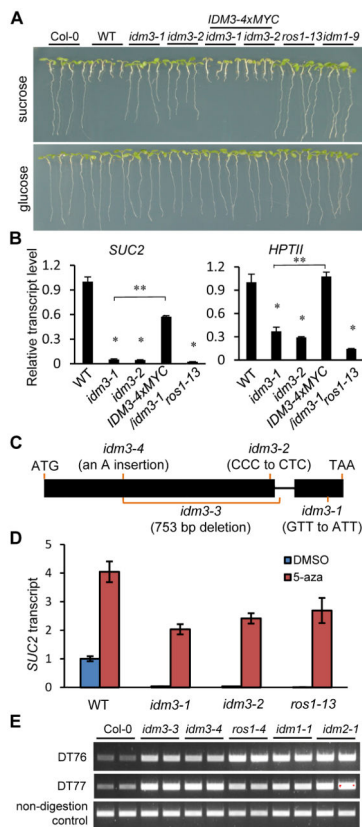 A
IDM3-4xMYC
Col-0 WT idm3-1 idm3-2 idm3-1 idm3-2 ros1-13 idm1-9
sucrose
glucose
B
SUC2
HPTII
Relative transcript level
1.2
0.9
0.6
0.3
0
**
* * *
WT
idm3-1
idm3-2
IDM3-4xMYC
/idm3-1
ros1-13
1.2
0.9
0.6
0.3
0
**
* * *
WT
idm3-1
idm3-2
IDM3-4xMYC
/idm3-1
ros1-13
C
idm3-4
(an A insertion)
idm3-2
(CCC to CTC)
ATG
TAA
idm3-3
(753 bp deletion)
idm3-1
(GTT to ATT)
D
SUC2 transcript
5
4
3
2
1
0
DMSO
5-aza
WT idm3-1 idm3-2 ros1-13
E
Col-0 idm3-3 idm3-4 ros1-4 idm1-1 idm2-1
DT76
DT77
non-digestion
control